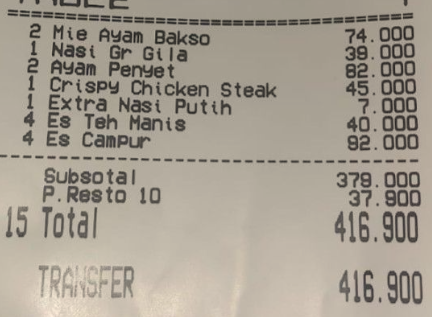 2 Mie Ayam Bakso 74.000
1 Nasi Gr Gila 39.000
2 Ayam Penyet 82.000
1 Crispy Chicken Steak 45.000
1 Extra Nasi Putih 7.000
4 Es Teh Manis 40.000
4 Es Campur 92.000
Subsotal 379.000
P.Resto 10 37.900
15 Total 416.900
TRANSFER 416.900